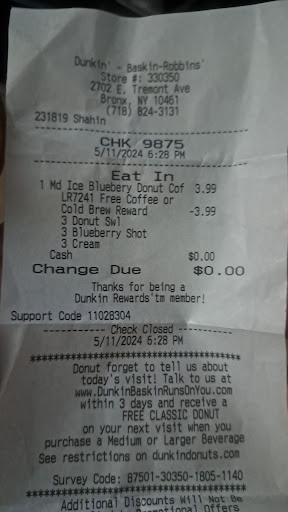 Dunkin' - Baskin-Robbins'
Store #: 330350
2702 E. Tremont Ave
Bronx, NY 10461
(718) 824-3131
231819 Shahin
CHK 9875
5/11/2024 6:28 PM
Eat In
1 Md Ice Bluebery Donut Cof 3.99
LR7241 Free Coffee or
Cold Brew Reward -3.99
3 Donut Swl
3 Blueberry Shot
3 Cream
Cash $0.00
Change Due $0.00
Thanks for being a
Dunkin Rewards'tm member!
Support Code 11028304
------------ Check Closed ------------
5/11/2024 6:28 PM
****************************************
Donut forget to tell us about
today's visit! Talk to us at
www.DunkinBaskinRunsOnYou.com
within 3 days and receive a
FREE CLASSIC DONUT
on your next visit when you
purchase a Medium or Larger Beverage
See restrictions on dunkindonuts.com
Survey Code: 87501-30350-1805-1140
****************************************
Additional Discounts Will Not Be
Promotional Offers